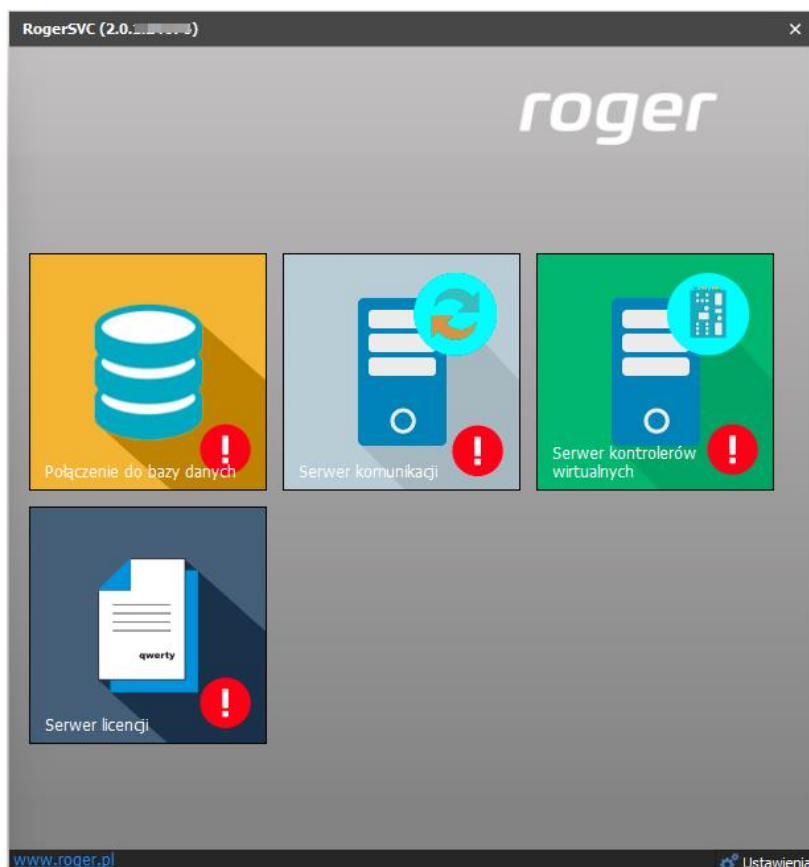 RogerSVC (2.0.
roger
Połączenie do bazy danych
Serwer komunikacji
Serwer kontrolerów
wirtualnych
qwerty
Serwer licencji
www.roger.pl
Ustawienia